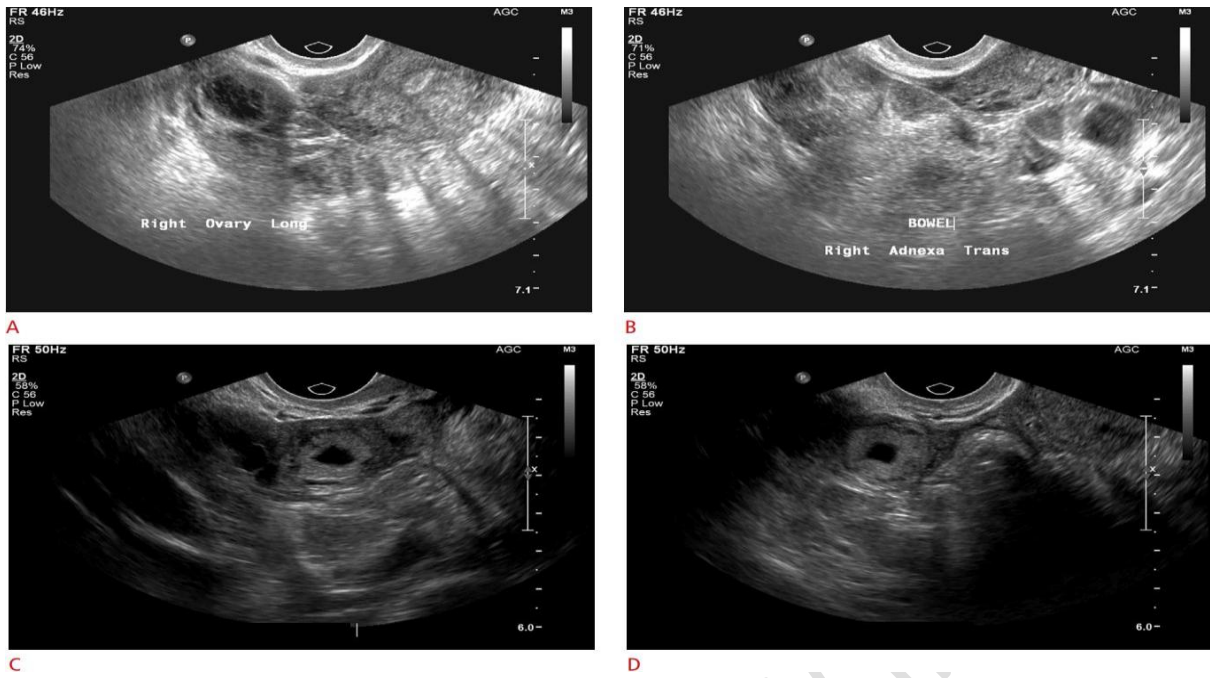 FR 46Hz
RS
AGC
M3
2D
74%
C 56
P Low
Res
P
x
Right Ovary Long
7.1
A
FR 46Hz
RS
AGC
M3
2D
71%
C 56
P Low
Res
P
BOWEL
Right Adnexa Trans
7.1
B
FR 50Hz
RS
AGC
M3
2D
58%
C 56
P Low
Res
P
x
6.0
C
FR 50Hz
RS
AGC
M3
2D
58%
C 56
P Low
Res
P
x
6.0
D